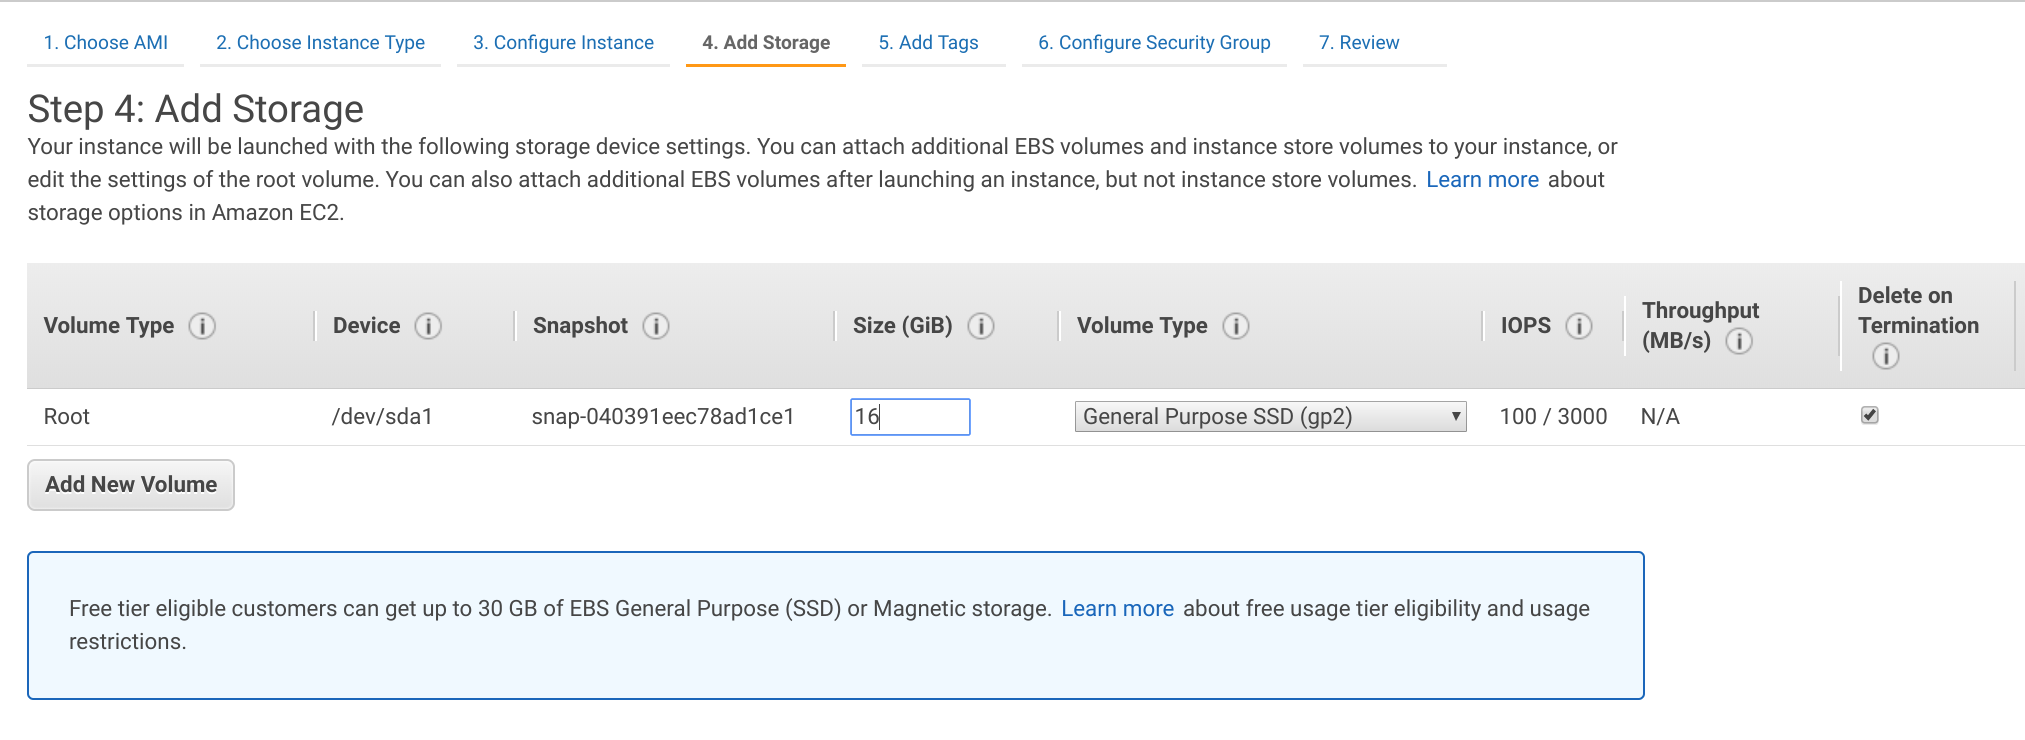 1. Choose AMI 2. Choose Instance Type 3. Configure Instance 4. Add Storage 5. Add Tags 6. Configure Security Group 7. Review
Step 4: Add Storage
Your instance will be launched with the following storage device settings. You can attach additional EBS volumes and instance store volumes to your instance, or
edit the settings of the root volume. You can also attach additional EBS volumes after launching an instance, but not instance store volumes. Learn more about
storage options in Amazon EC2.
Volume Type i Device i Snapshot i Size (GiB) i Volume Type i IOPS i Throughput (MB/s) i Delete on Termination i
Root /dev/sda1 snap-040391eec78ad1ce1 16 General Purpose SSD (gp2) 100 / 3000 N/A
Add New Volume
Free tier eligible customers can get up to 30 GB of EBS General Purpose (SSD) or Magnetic storage. Learn more about free usage tier eligibility and usage
restrictions.